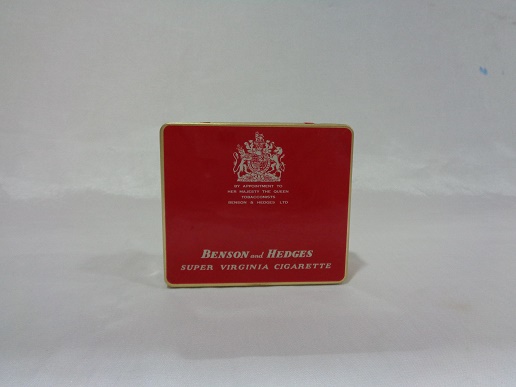 BY APPOINTMENT TO
HER MAJESTY THE QUEEN
TOBACCONISTS
BENSON & HEDGES LTD
BENSON and HEDGES
SUPER VIRGINIA CIGARETTE